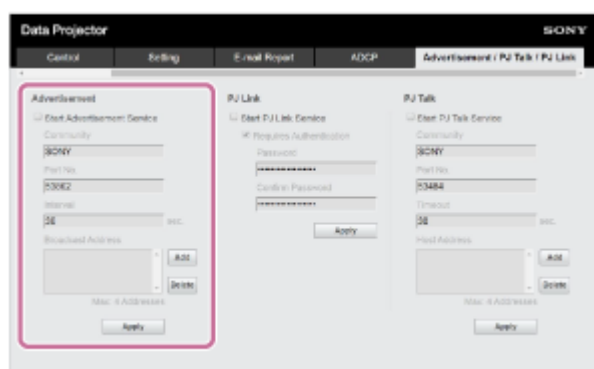 Data Projector
SONY
Control
Setting
E-mail Report
ADCP
Advertisement / PJ Talk / PJ Link
Advertisement
Start Advertisement Service
Community
SONY
Port No.
53862
Interval
30 sec.
Broadcast Address
Add
Delete
Max: 4 Addresses
Apply
PJ Link
Start PJ Link Service
Requires Authentication
Password
Confirm Password
Apply
PJ Talk
Start PJ Talk Service
Community
SONY
Port No.
53484
Timeout
30 sec.
Host Address
Add
Delete
Max: 4 Addresses
Apply